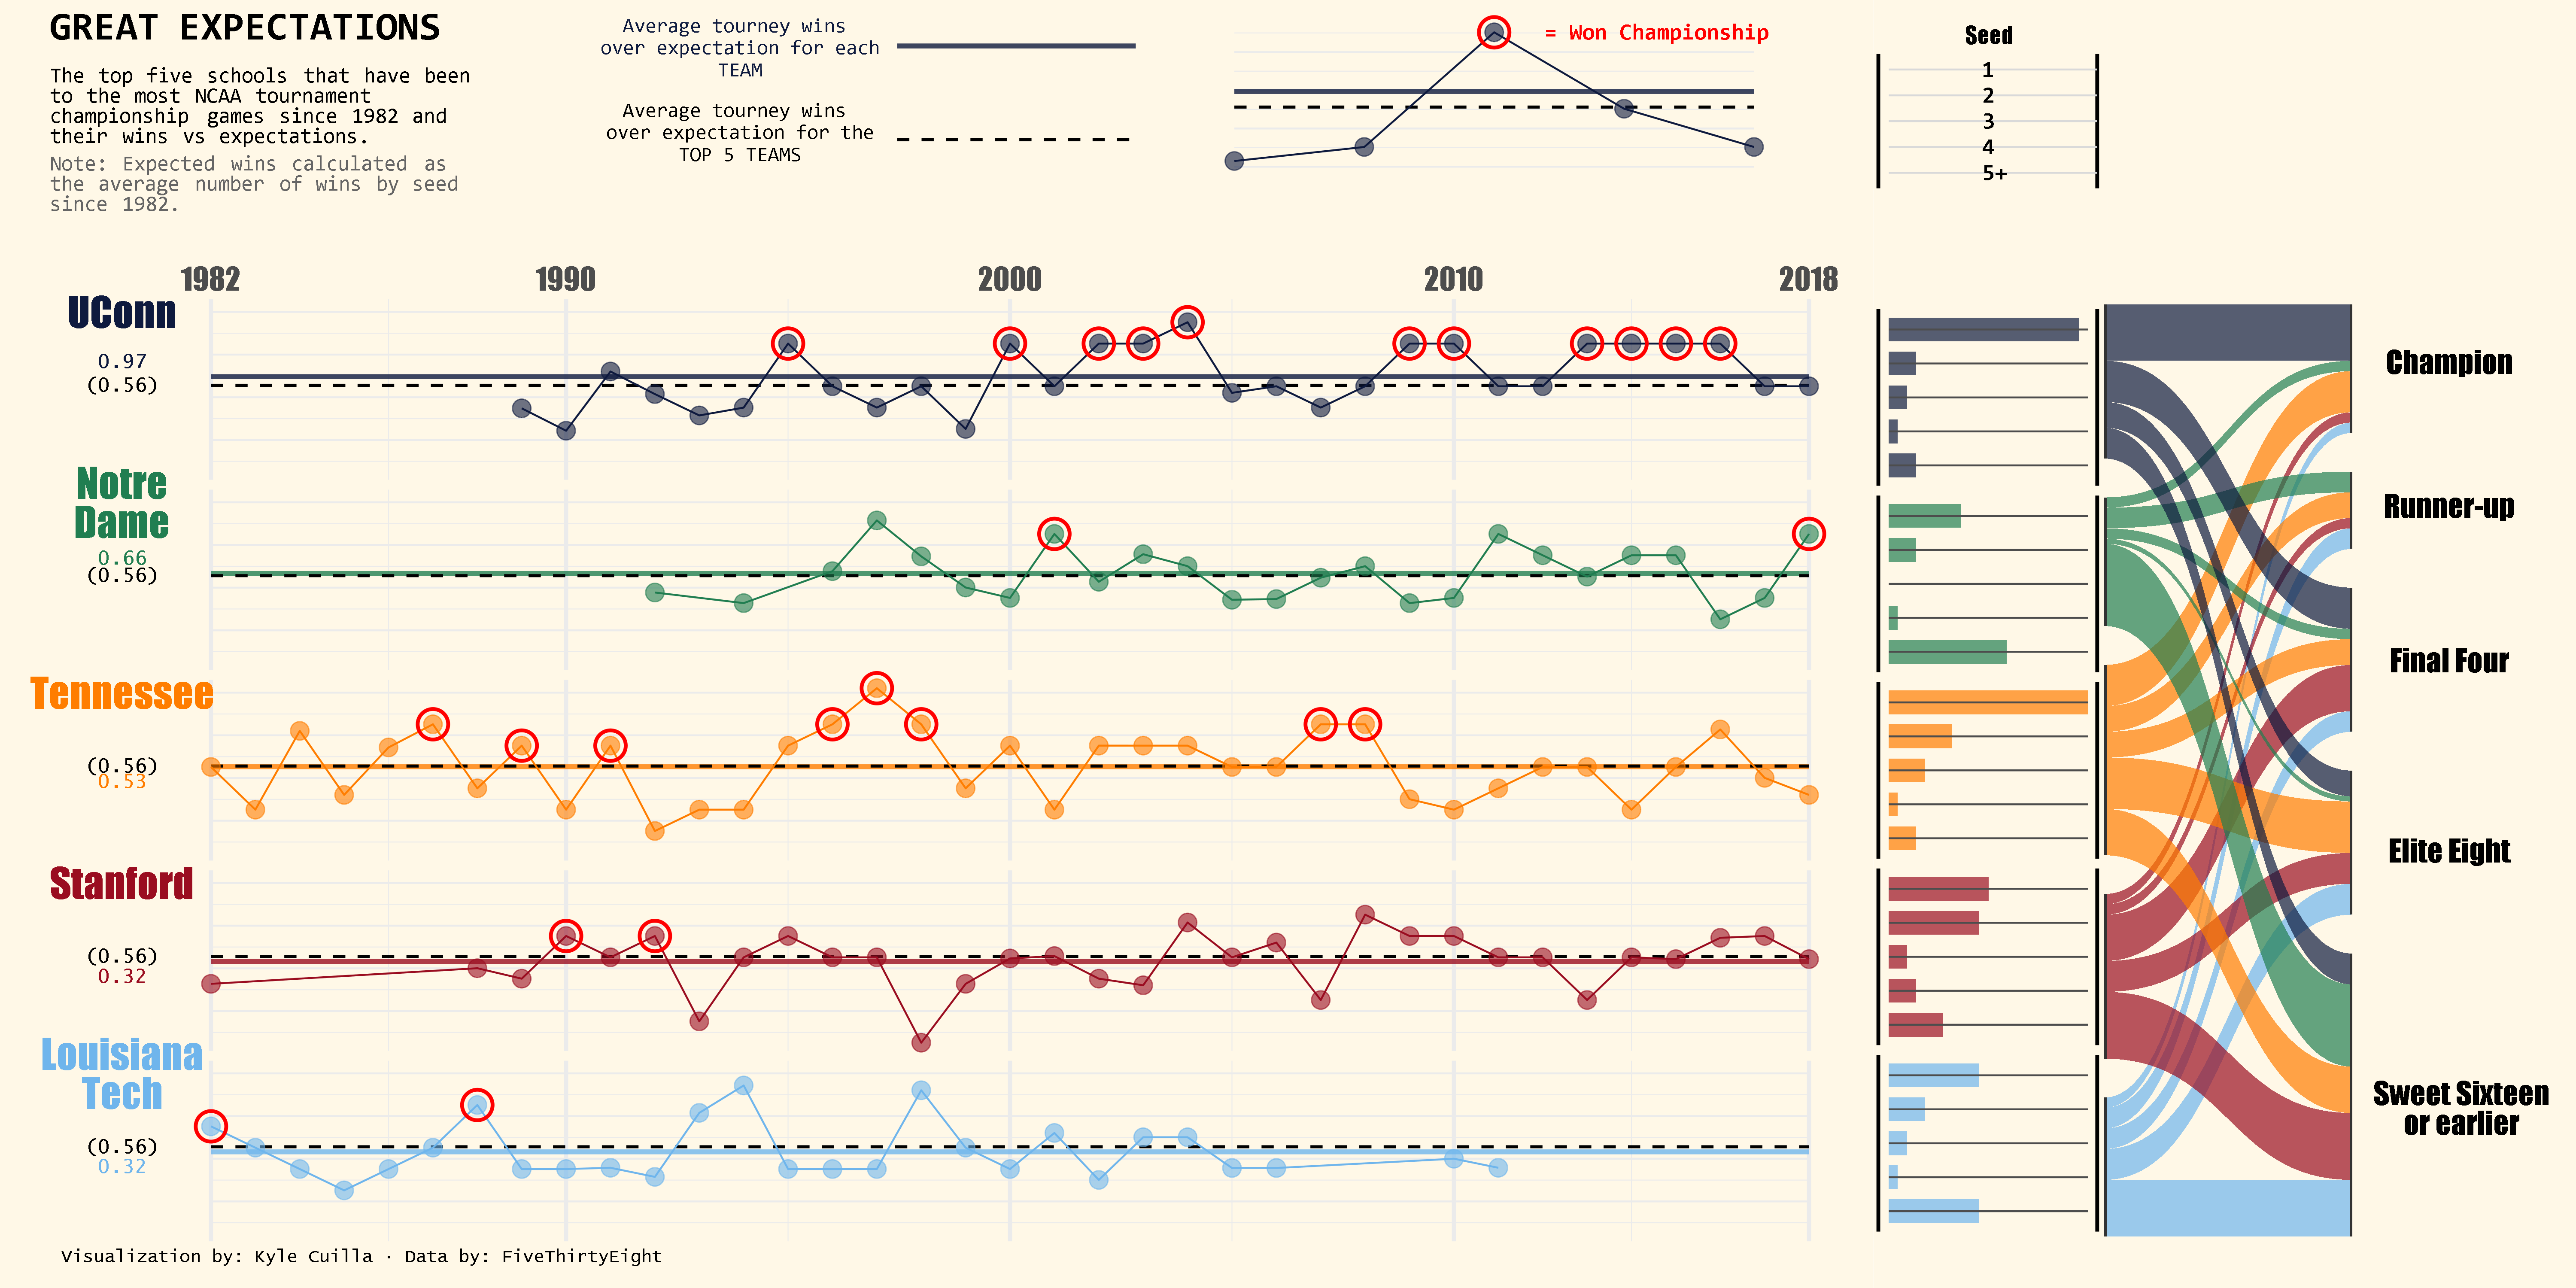 GREAT EXPECTATIONS
The top five schools that have been
to the most NCAA tournament
championship games since 1982 and
their wins vs expectations.
Note: Expected wins calculated as
the average number of wins by seed
since 1982.
Average tourney wins
over expectation for each
TEAM
Average tourney wins
over expectation for the
TOP 5 TEAMS
= Won Championship
Seed
1
2
3
4
5+
1982
1990
2000
2010
2018
UConn
0.97
(0.56)
Notre
Dame
0.66
(0.56)
Tennessee
(0.56)
0.53
Stanford
(0.56)
0.32
Louisiana
Tech
(0.56)
0.32
Champion
Runner-up
Final Four
Elite Eight
Sweet Sixteen
or earlier
Visualization by: Kyle Cuilla · Data by: FiveThirtyEight